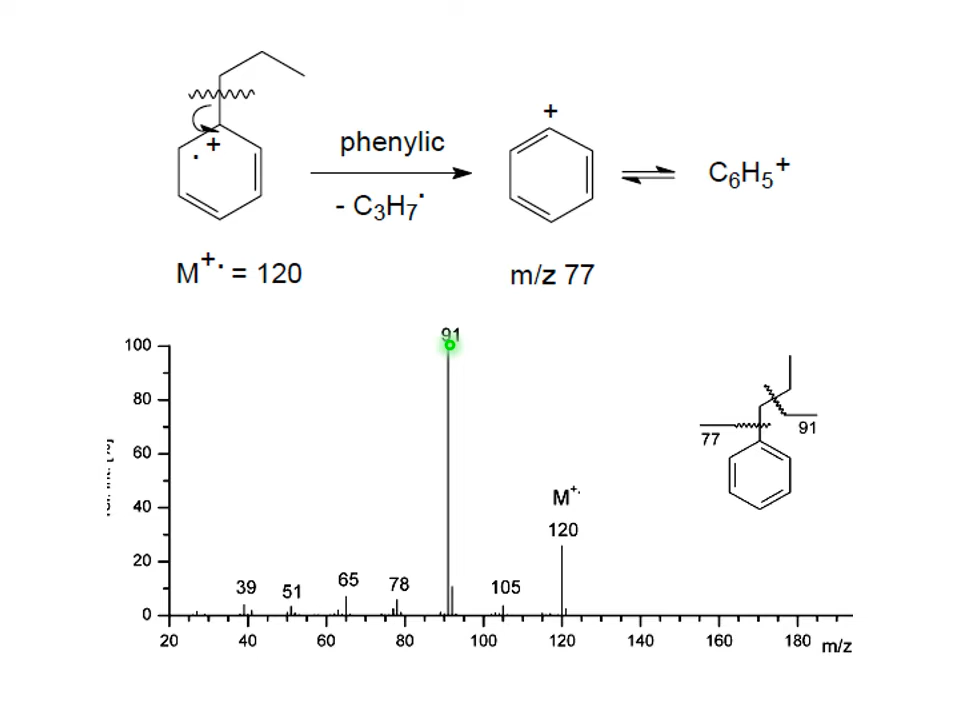 phenylic
+
. +
- C3H7·
C6H5+
M+· = 120
m/z 77
91
100
80
60
40
20
0
M+·
120
39
51
65
78
105
77
91
20 40 60 80 100 120 140 160 180 m/z